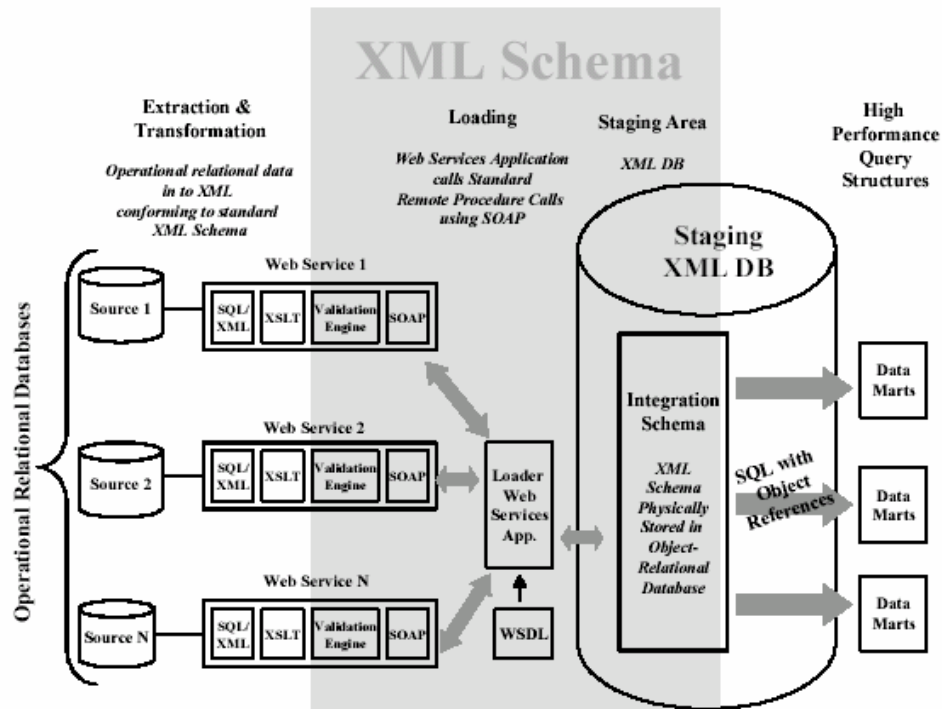 XML Schema
Extraction &
Transformation
Operational relational data
in to XML
conforming to standard
XML Schema
Loading
Web Services Application
calls Standard
Remote Procedure Calls
using SOAP
Staging Area
XML DB
High
Performance
Query
Structures
Operational Relational Databases
Source 1
Web Service 1
SQL/
XML
XSLT
Validation
Engine
SOAP
Source 2
Web Service 2
SQL/
XML
XSLT
Validation
Engine
SOAP
Source N
Web Service N
SQL/
XML
XSLT
Validation
Engine
SOAP
Loader
Web
Services
App.
WSDL
Staging
XML DB
Integration
Schema
XML
Schema
Physically
Stored in
Object-
Relational
Database
SQL with
Object
References
Data
Marts
Data
Marts
Data
Marts